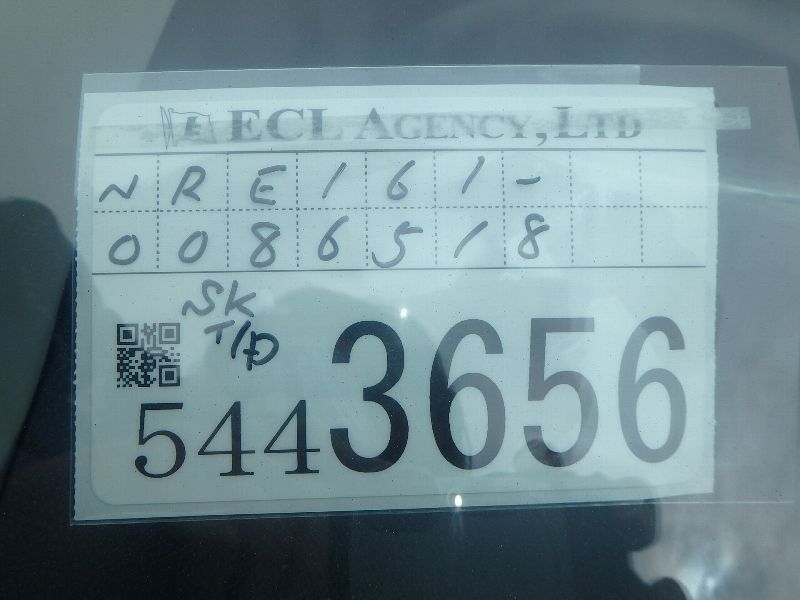 ECL AGENCY, LTD
NRE161-
0086518
SK
T/D
5443656